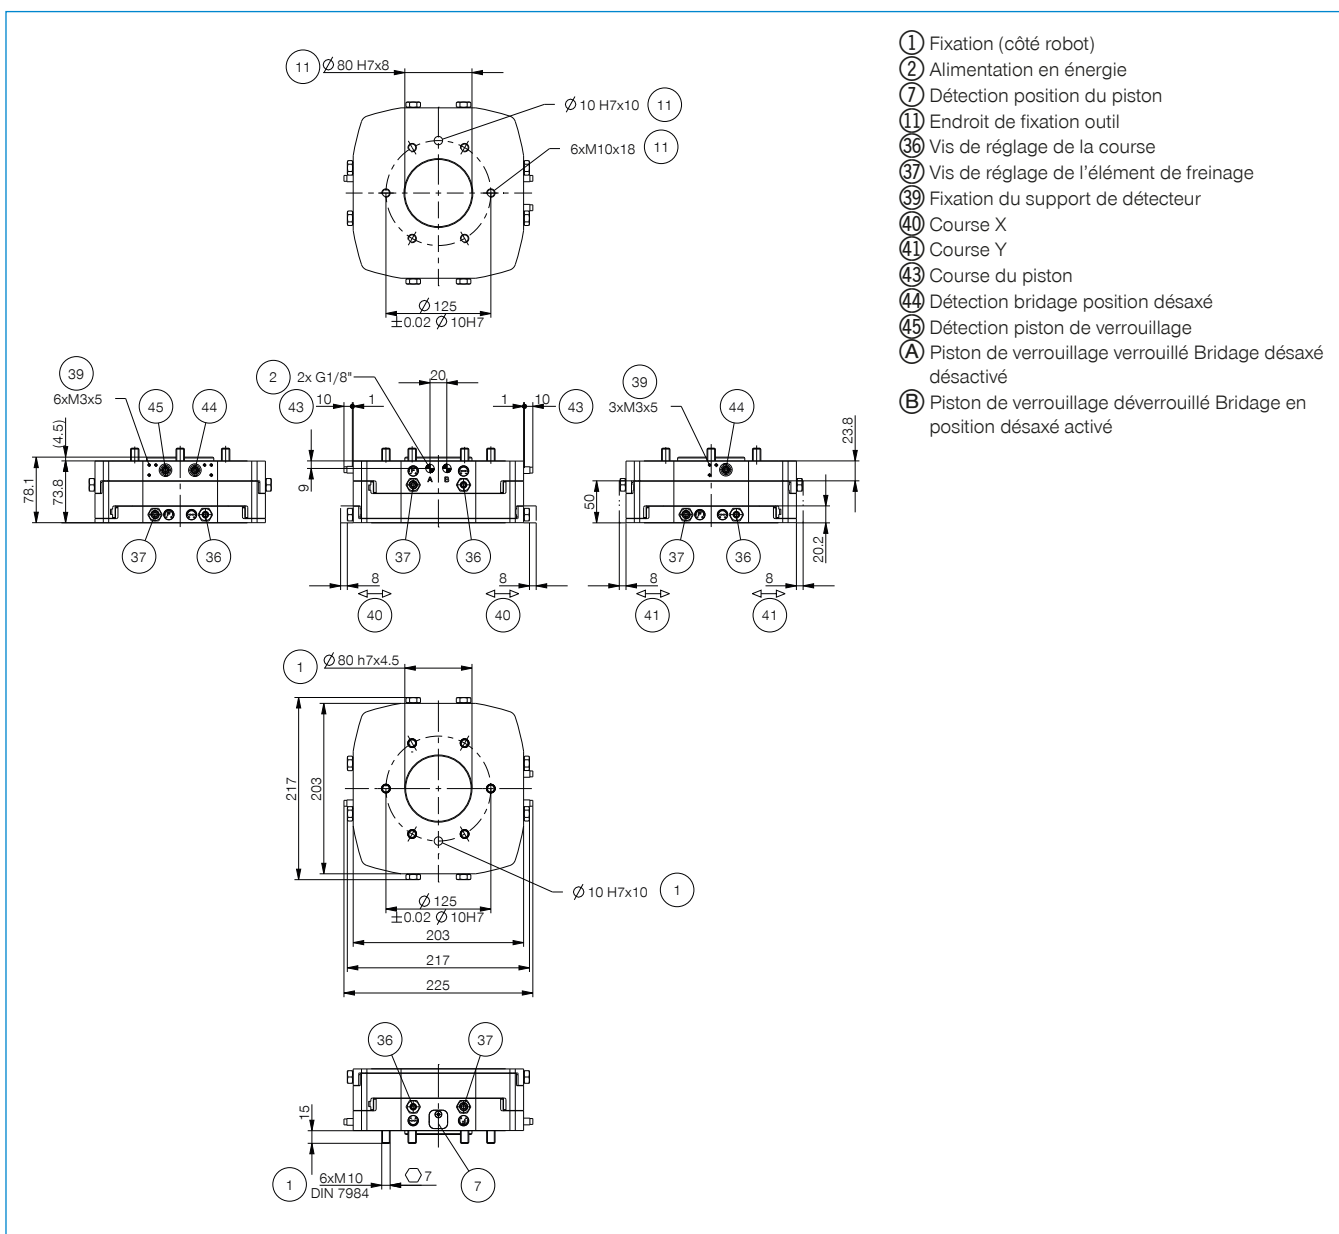 11 Ø 80 H7x8
Ø 10 H7x10 11
6xM10x18 11
Ø 125
±0.02 Ø 10H7
1 Fixation (côté robot)
2 Alimentation en énergie
7 Détection position du piston
11 Endroit de fixation outil
36 Vis de réglage de la course
37 Vis de réglage de l'élément de freinage
39 Fixation du support de détecteur
40 Course X
41 Course Y
43 Course du piston
44 Détection bridage position désaxé
45 Détection piston de verrouillage
A Piston de verrouillage verrouillé Bridage désaxé
désactivé
B Piston de verrouillage déverrouillé Bridage en
position désaxé activé
39
6xM3x5
45
44
(4.5)
78.1
73.8
37
36
2 2x G1/8"
20
43 10 1
1 10 43
9
A B
37
36
8 8
40 40
39
3xM3x5
44
23.8
50
20.2
37
36
8 8
41 41
1 Ø 80 h7x4.5
217
203
Ø 10 H7x10 1
Ø 125
±0.02 Ø 10H7
203
217
225
36
37
15
1 6xM10
DIN 7984
7
7